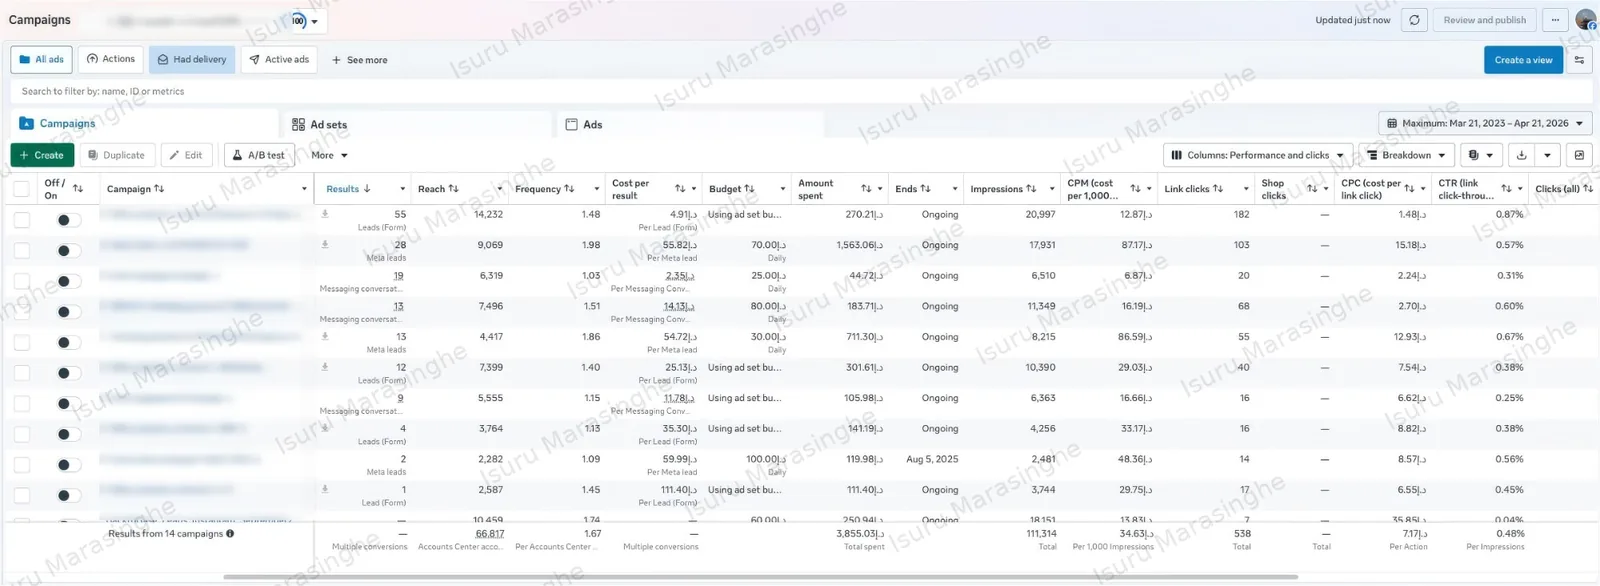 Campaigns
100
Updated just now
Review and publish
All ads
Actions
Had delivery
Active ads
+ See more
Create a view
Search to filter by: name, ID or metrics
Campaigns
Ad sets
Ads
Maximum: Mar 21, 2023 – Apr 21, 2026
+ Create
Duplicate
Edit
A/B test
More
Columns: Performance and clicks
Breakdown
Off / On Campaign Results Reach Frequency Cost per result Budget Amount spent Ends Impressions CPM (cost per 1,000... Link clicks Shop clicks CPC (cost per link click) CTR (link click-throu... Clicks (all)
55 14,232 1.48 4.91د.إ Using ad set bu... 270.21د.إ Ongoing 20,997 12.87د.إ 182 — 1.48د.إ 0.87%
Leads (Form) Per Lead (Form)
28 9,069 1.98 55.82د.إ 70.00د.إ 1,563.06د.إ Ongoing 17,931 87.17د.إ 103 — 15.18د.إ 0.57%
Meta leads Per Meta lead Daily
19 6,319 1.03 2.35د.إ 25.00د.إ 44.72د.إ Ongoing 6,510 6.87د.إ 20 — 2.24د.إ 0.31%
Messaging conversat... Per Messaging Conv... Daily
13 7,496 1.51 14.13د.إ 80.00د.إ 183.71د.إ Ongoing 11,349 16.19د.إ 68 — 2.70د.إ 0.60%
Messaging conversat... Per Messaging Conv... Daily
13 4,417 1.86 54.72د.إ 30.00د.إ 711.30د.إ Ongoing 8,215 86.59د.إ 55 — 12.93د.إ 0.67%
Meta leads Per Meta lead Daily
12 7,399 1.40 25.13د.إ Using ad set bu... 301.61د.إ Ongoing 10,390 29.03د.إ 40 — 7.54د.إ 0.38%
Leads (Form) Per Lead (Form)
9 5,555 1.15 11.78د.إ Using ad set bu... 105.98د.إ Ongoing 6,363 16.66د.إ 16 — 6.62د.إ 0.25%
Messaging conversat... Per Messaging Conv...
4 3,764 1.13 35.30د.إ Using ad set bu... 141.19د.إ Ongoing 4,256 33.17د.إ 16 — 8.82د.إ 0.38%
Leads (Form) Per Lead (Form)
2 2,282 1.09 59.99د.إ 100.00د.إ 119.98د.إ Aug 5, 2025 2,481 48.36د.إ 14 — 8.57د.إ 0.56%
Meta leads Per Meta lead Daily
1 2,587 1.45 111.40د.إ Using ad set bu... 111.40د.إ Ongoing 3,744 29.75د.إ 17 — 6.55د.إ 0.45%
Lead (Form) Per Lead (Form)
— 10,459 1.74 — 60.00د.إ 250.94د.إ Ongoing 18,151 13.83د.إ 7 — 35.85د.إ 0.04%
Results from 14 campaigns — 66,817 1.67 — 3,855.03د.إ 111,314 34.63د.إ 538 — 7.17د.إ 0.48%
Multiple conversions Accounts Center acco... Per Accounts Center ... Multiple conversions Total spent Total Per 1,000 Impressions Total Total Per Action Per Impressions
Isuru Marasinghe